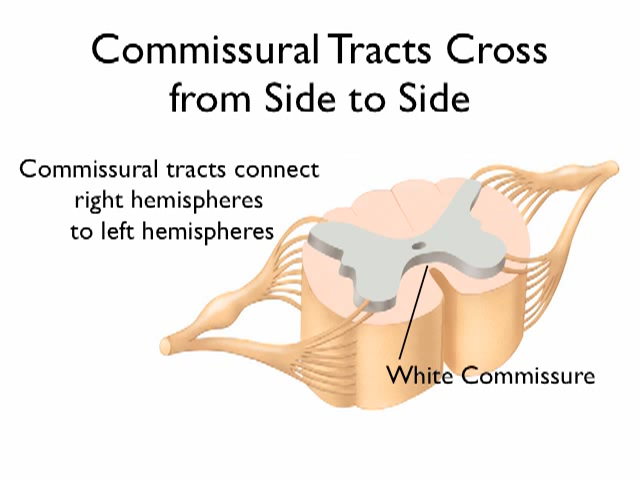 Commissural Tracts Cross
from Side to Side
Commissural tracts connect
right hemispheres
to left hemispheres
White Commissure